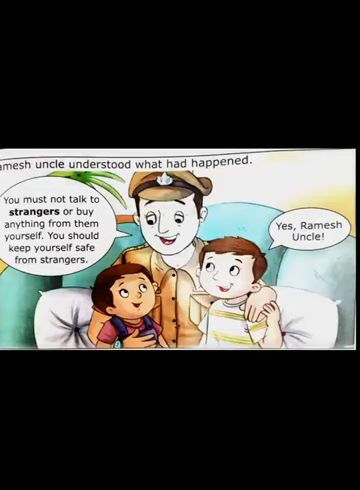 uncle understood what had happened.
You must not talk to
strangers or buy
anything from them
yourself. You should
keep yourself safe
from strangers.
Yes, Ramesh
Uncle!